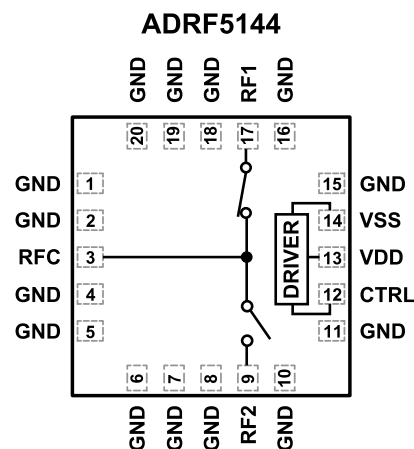 ADRF5144
GND GND GND RF1 GND
20 19 18 17 16
GND 1
GND 2
RFC 3
GND 4
GND 5
DRIVER
15 GND
14 VSS
13 VDD
12 CTRL
11 GND
6 7 8 9 10
GND GND GND RF2 GND